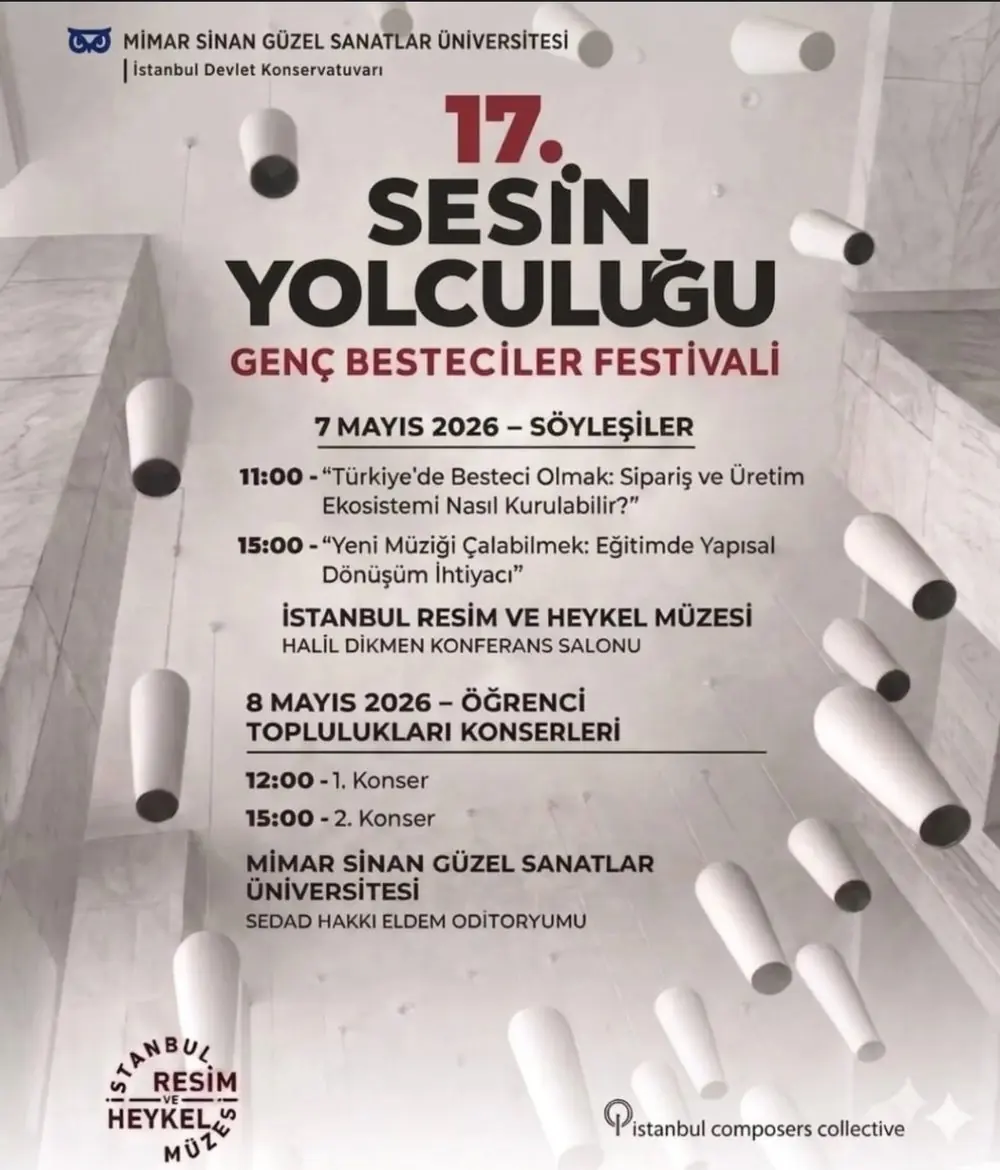 MİMAR SİNAN GÜZEL SANATLAR ÜNİVERSİTESİ
İstanbul Devlet Konservatuvarı
17.
SESİN
YOLCULUĞU
GENÇ BESTECİLER FESTİVALİ
7 MAYIS 2026 – SÖYLEŞİLER
11:00 - “Türkiye'de Besteci Olmak: Sipariş ve Üretim
Ekosistemi Nasıl Kurulabilir?”
15:00 - “Yeni Müziği Çalabilmek: Eğitimde Yapısal
Dönüşüm İhtiyacı”
İSTANBUL RESİM VE HEYKEL MÜZESİ
HALİL DİKMEN KONFERANS SALONU
8 MAYIS 2026 – ÖĞRENCİ
TOPLULUKLARI KONSERLERİ
12:00 - 1. Konser
15:00 - 2. Konser
MİMAR SİNAN GÜZEL SANATLAR
ÜNİVERSİTESİ
SEDAD HAKKI ELDEM ODİTORYUMU
İSTANBUL
RESİM
VE
HEYKEL
MÜZESİ
istanbul composers collective